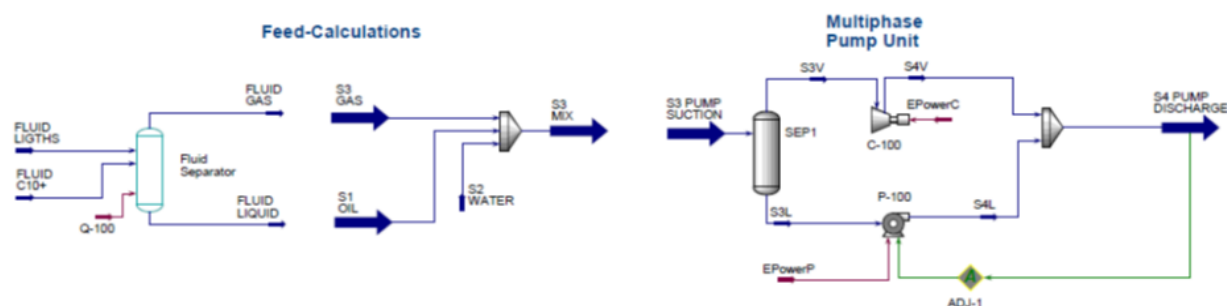 Feed-Calculations
FLUID
GAS
FLUID
LIGTHS
FLUID
C10+
Q-100
Fluid
Separator
FLUID
LIQUID
S3
GAS
S1
OIL
S2
WATER
S3
MIX
Multiphase
Pump Unit
S3 PUMP
SUCTION
S3V
SEP1
S3L
S4V
EPowerC
C-100
P-100
S4L
EPowerP
A
ADJ-1
S4 PUMP
DISCHARGE